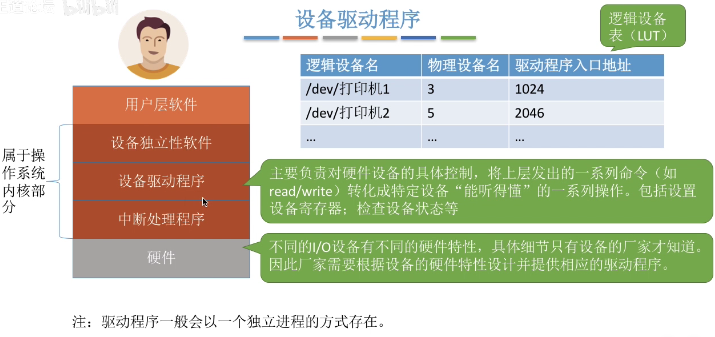 设备驱动程序
逻辑设备
表（LUT）
逻辑设备名 物理设备名 驱动程序入口地址
/dev/打印机1 3 1024
/dev/打印机2 5 2046
... ... ...
用户层软件
设备独立性软件
设备驱动程序
中断处理程序
硬件
属于操
作系统
内核部
分
主要负责对硬件设备的具体控制，将上层发出的一系列命令（如
read/write）转化成特定设备“能听得懂”的一系列操作。包括设置
设备寄存器；检查设备状态等
不同的I/O设备有不同的硬件特性，具体细节只有设备的厂家才知道。
因此厂家需要根据设备的硬件特性设计并提供相应的驱动程序。
注：驱动程序一般会以一个独立进程的方式存在。